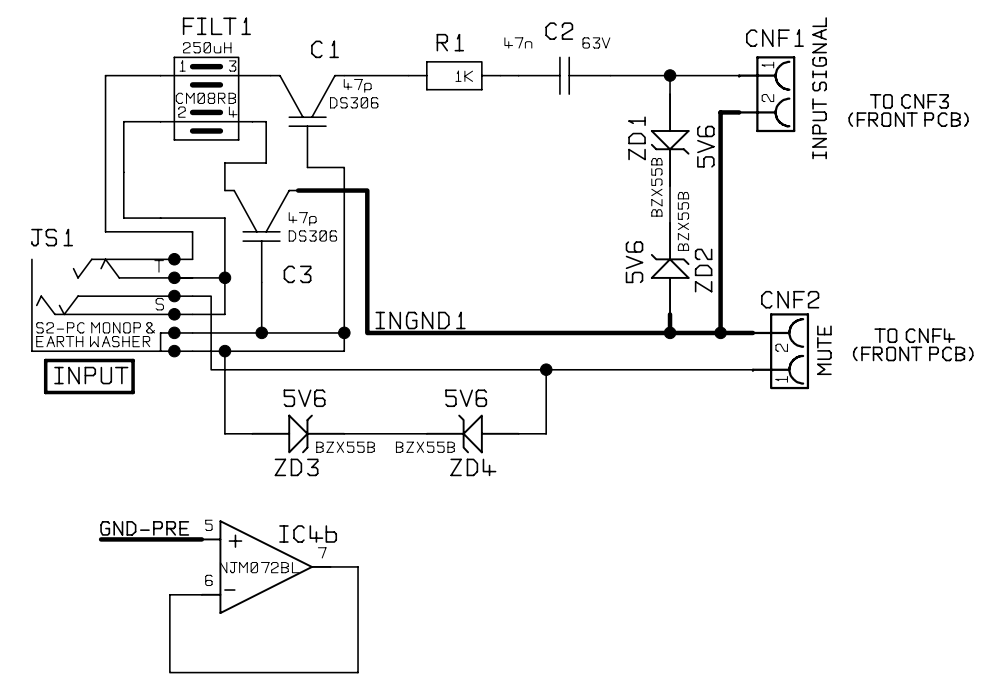 FILT1
250uH
1
3
CM08RB
2
4
C1
47p
DS306
R1
1K
47n
C2
63V
CNF1
1
2
INPUT SIGNAL
TO CNF3
(FRONT PCB)
ZD1
5V6
BZX55B
BZX55B
5V6
ZD2
47p
DS306
C3
JS1
T
S
S2-PC MONOP &
EARTH WASHER
INPUT
INGND1
CNF2
2
1
MUTE
TO CNF4
(FRONT PCB)
5V6
BZX55B
ZD3
5V6
BZX55B
ZD4
GND-PRE
5
6
7
IC4b
NJM072BL
+
-